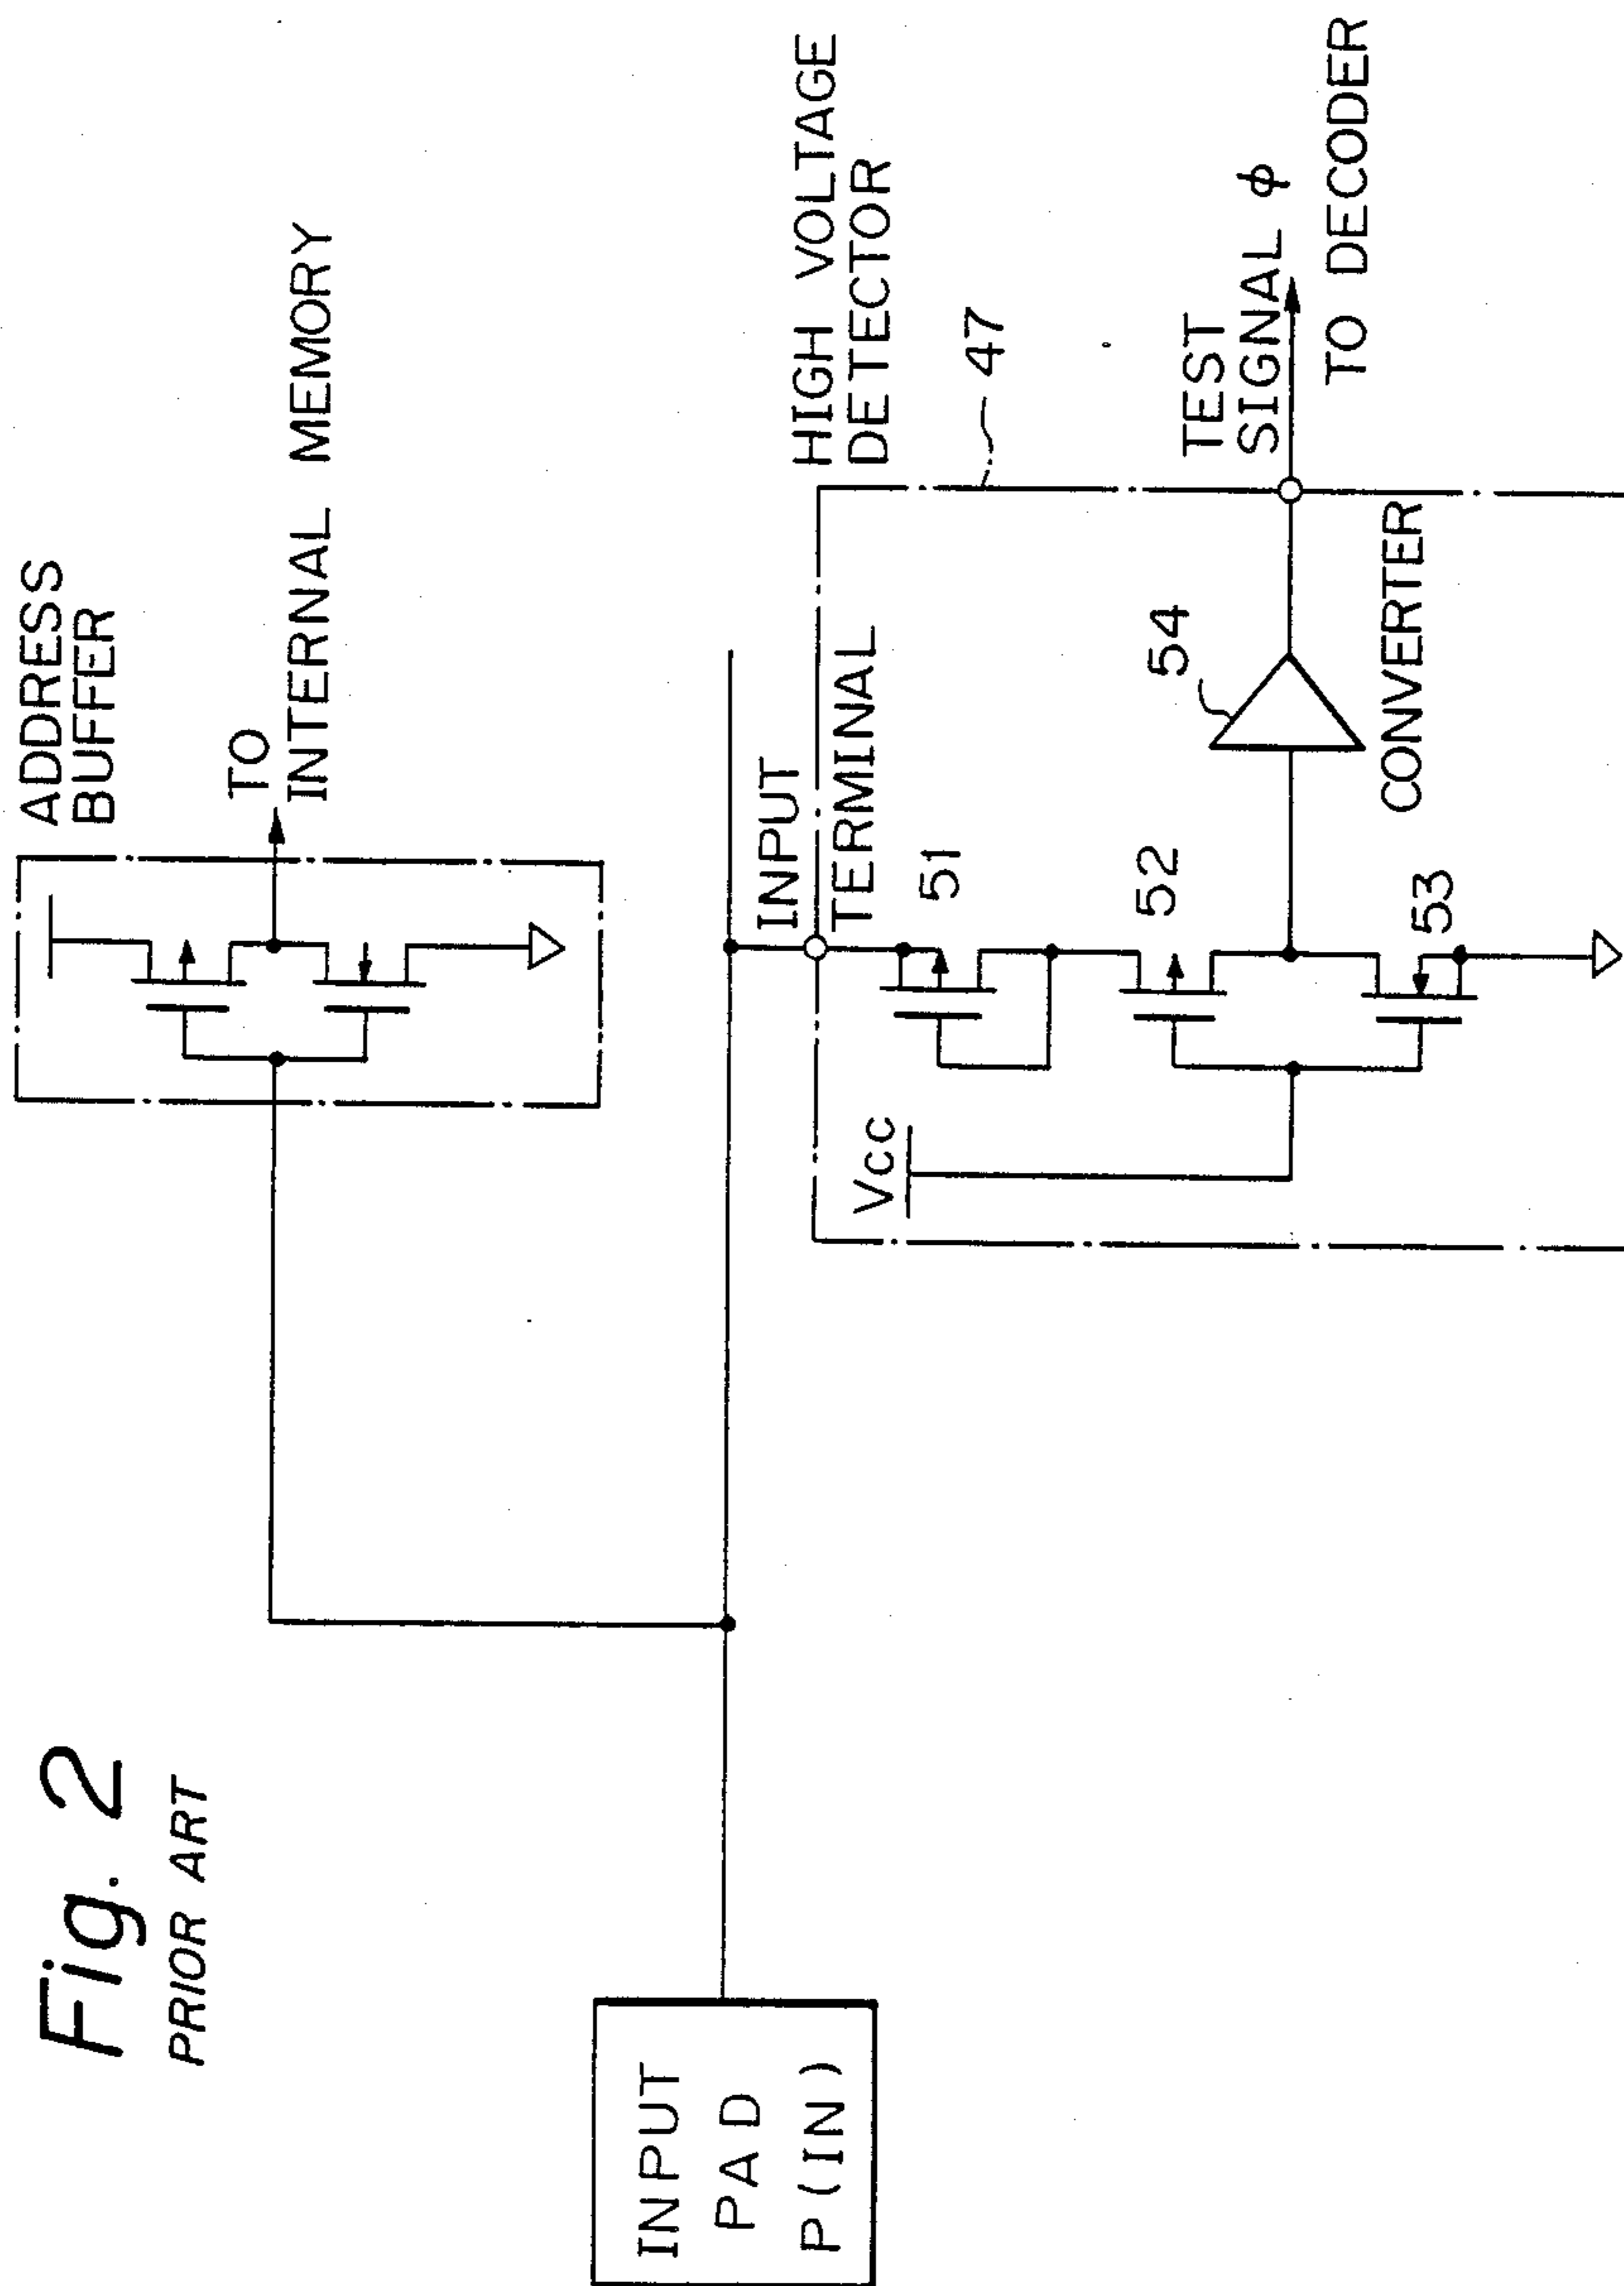 Fig. 2
PRIOR ART
ADDRESS
BUFFER
TO
INTERNAL MEMORY
INPUT
PAD
P(IN)
INPUT
TERMINAL
HIGH VOLTAGE
DETECTOR
47
Vcc
51
52
53
54
CONVERTER
TEST
SIGNAL ϕ
TO DECODER